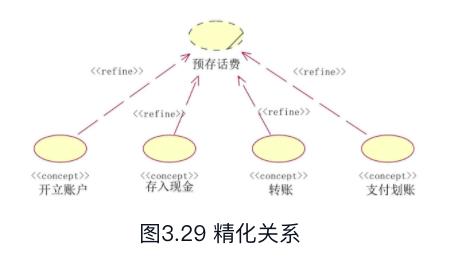 预存话费
<<refine>>
<<refine>>
<<refine>>
<<refine>>
<<concept>>
开立账户
<<concept>>
存入现金
<<concept>>
转账
<<concept>>
支付划账
图3.29 精化关系